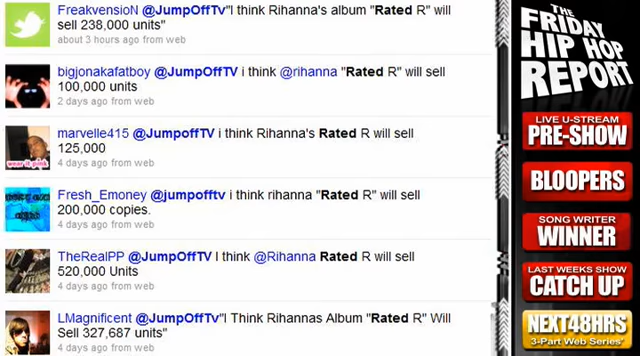 FreakvensioN @JumpOffTV"I think Rihanna's album "Rated R" will
sell 238,000 units"
about 3 hours ago from web
bigjonakafatboy @JumpOffTV i think @rihanna "Rated R" will sell
100,000 units
2 days ago from web
marvelle415 @JumpoffTV i think Rihanna's Rated R will sell
125,000
4 days ago from web
wear it pink
Fresh_Emoney @jumpofftv i think rihanna "Rated R" will sell
200,000 copies.
4 days ago from web
TheRealPP @JumpOffTV I think @Rihanna Rated R will sell
520,000 Units
4 days ago from web
LMagnificent @JumpOffTv"I Think Rihannas Album "Rated R" Will
Sell 327,687 units"
4 days ago from web
THE
FRIDAY
HIP HOP
REPORT
LIVE U-STREAM
PRE-SHOW
BLOOPERS
SONG WRITER
WINNER
LAST WEEKS SHOW
CATCH UP
NEXT48HRS
3-Part Web Series'